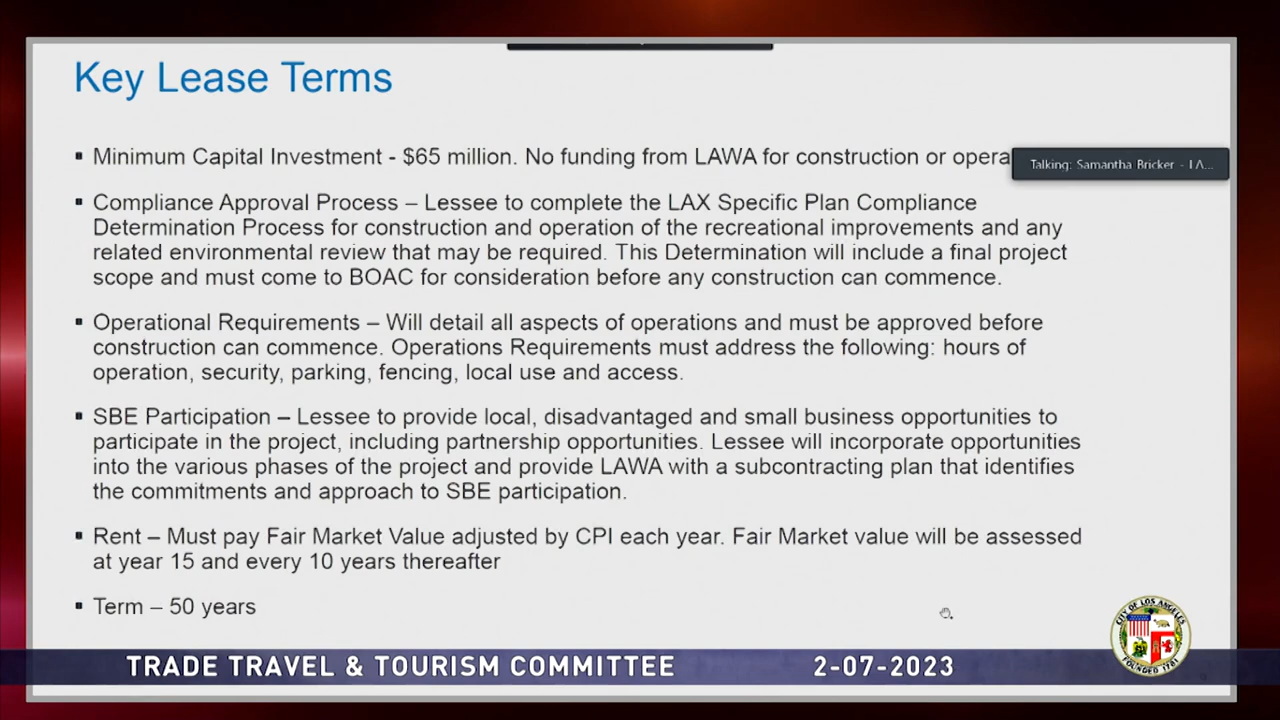 Key Lease Terms
▪ Minimum Capital Investment - $65 million. No funding from LAWA for construction or opera
Talking: Samantha Bricker - LA...
▪ Compliance Approval Process – Lessee to complete the LAX Specific Plan Compliance
Determination Process for construction and operation of the recreational improvements and any
related environmental review that may be required. This Determination will include a final project
scope and must come to BOAC for consideration before any construction can commence.
▪ Operational Requirements – Will detail all aspects of operations and must be approved before
construction can commence. Operations Requirements must address the following: hours of
operation, security, parking, fencing, local use and access.
▪ SBE Participation – Lessee to provide local, disadvantaged and small business opportunities to
participate in the project, including partnership opportunities. Lessee will incorporate opportunities
into the various phases of the project and provide LAWA with a subcontracting plan that identifies
the commitments and approach to SBE participation.
▪ Rent – Must pay Fair Market Value adjusted by CPI each year. Fair Market value will be assessed
at year 15 and every 10 years thereafter
▪ Term – 50 years
CITY OF LOS ANGELES
FOUNDED 1781
TRADE TRAVEL & TOURISM COMMITTEE 2-07-2023